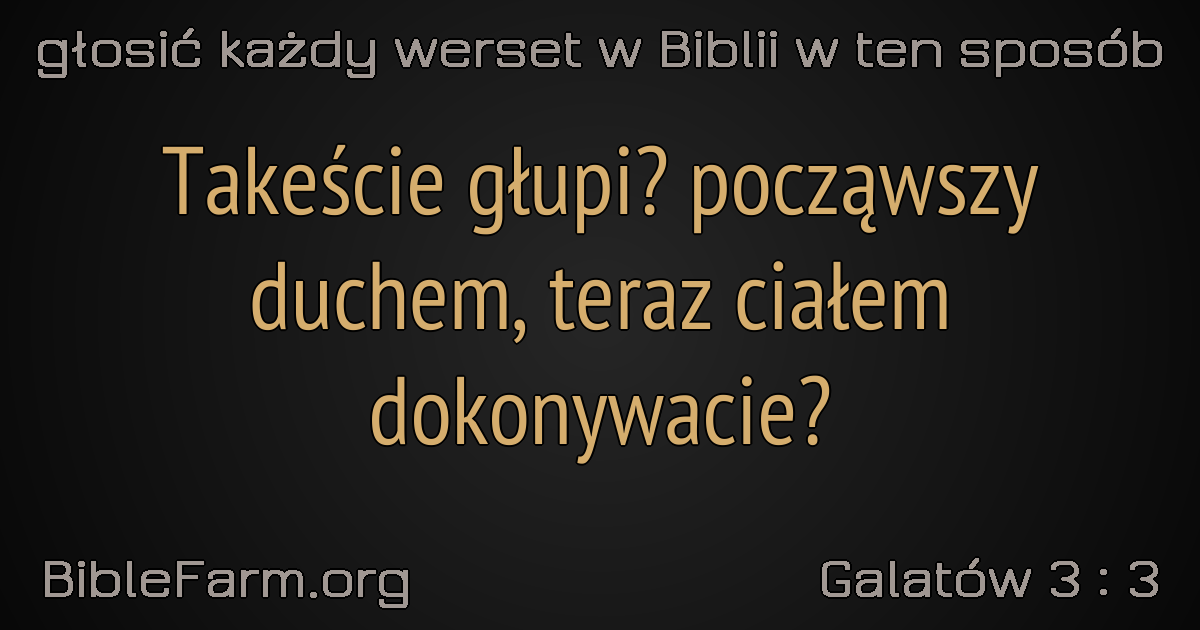 głosić każdy werset w Biblii w ten sposób
Takeście głupi? począwszy
duchem, teraz ciałem
dokonywacie?
BibleFarm.org
Galatów 3 : 3